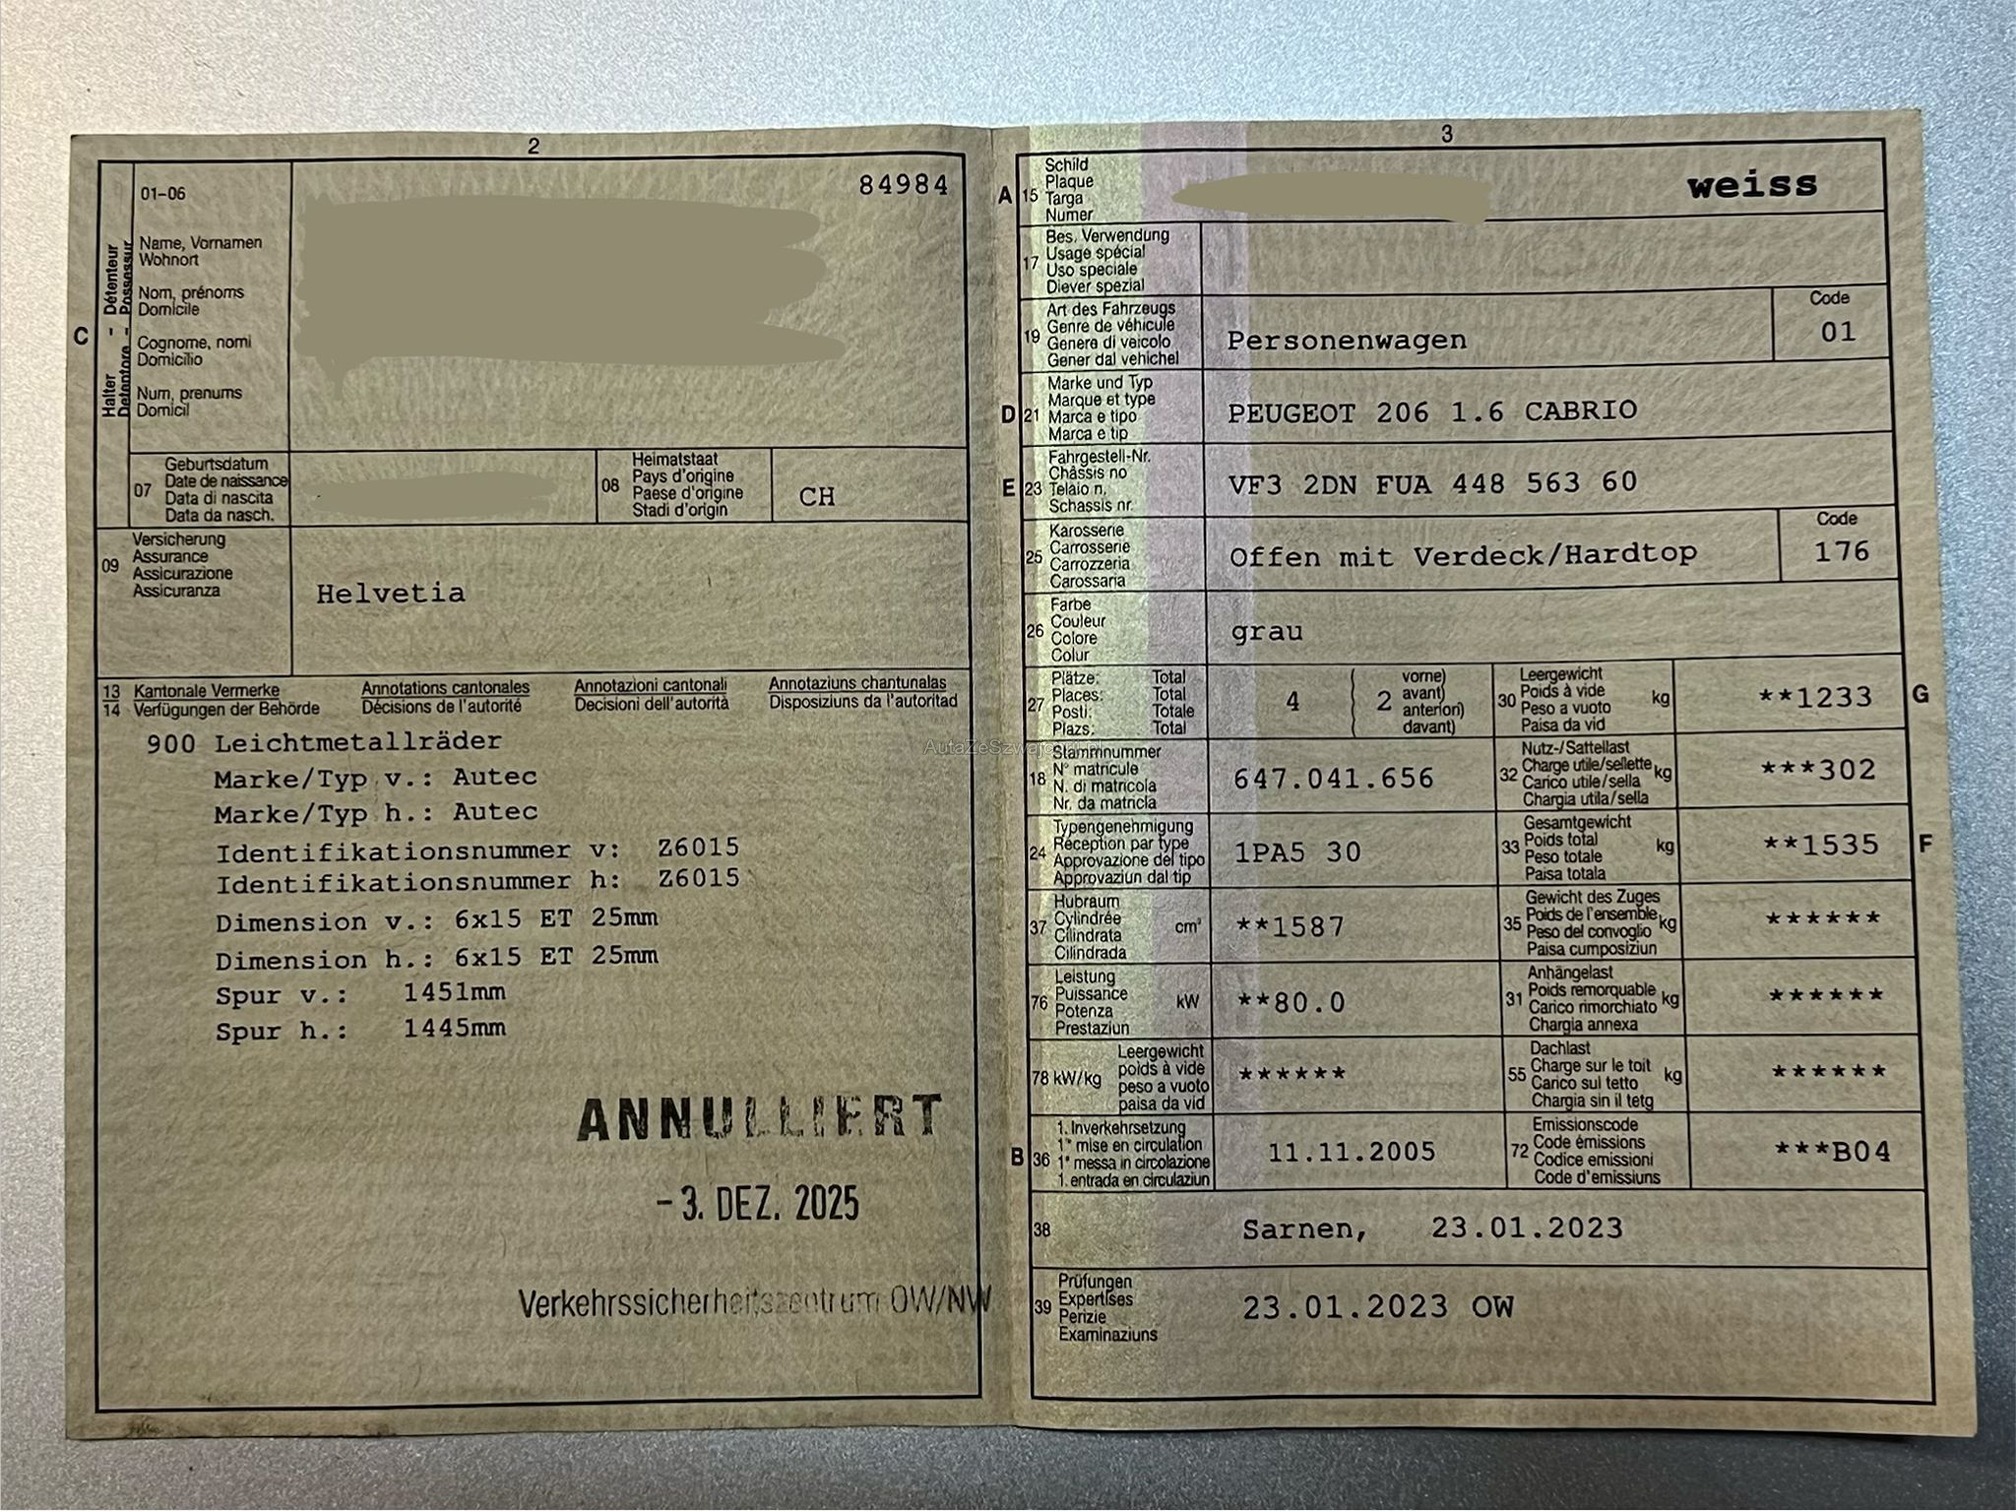 2
01-06
84984
Halter - Détenteur
Detentore - Possessur
C
Name, Vornamen
Wohnort
Nom, prénoms
Domicile
Cognome, nomi
Domicilio
Num, prenums
Domicil
07
Geburtsdatum
Date de naissance
Data di nascita
Data da nasch.
08
Heimatstaat
Pays d'origine
Paese d'origine
Stadi d'origin
CH
09
Versicherung
Assurance
Assicurazione
Assicuranza
Helvetia
13
14
Kantonale Vermerke
Verfügungen der Behörde
Annotations cantonales
Décisions de l'autorité
Annotazioni cantonali
Decisioni dell'autorità
Annotaziuns chantunalas
Disposiziuns da l'autoritad
900 Leichtmetallräder
Marke/Typ v.: Autec
Marke/Typ h.: Autec
Identifikationsnummer v: Z6015
Identifikationsnummer h: Z6015
Dimension v.: 6x15 ET 25mm
Dimension h.: 6x15 ET 25mm
Spur v.: 1451mm
Spur h.: 1445mm
ANNULLIERT
-3. DEZ. 2025
Verkehrssicherheitszentrum OW/NW
3
A 15
Schild
Plaque
Targa
Numer
weiss
17
Bes. Verwendung
Usage spécial
Uso speciale
Diever spezial
19
Art des Fahrzeugs
Genre de véhicule
Genere di veicolo
Gener dal vehichel
Personenwagen
Code
01
D 21
Marke und Typ
Marque et type
Marca e tipo
Marca e tip
PEUGEOT 206 1.6 CABRIO
E 23
Fahrgestell-Nr.
Châssis no
Telaio n.
Schassis nr.
VF3 2DN FUA 448 563 60
25
Karosserie
Carrosserie
Carrozzeria
Carossaria
Offen mit Verdeck/Hardtop
Code
176
26
Farbe
Couleur
Colore
Colur
grau
27
Plätze: Total
Places: Total
Posti: Totale
Plazs: Total
4 ( 2
vorne)
avant)
anteriori)
davant)
30
Leergewicht
Poids à vide
Peso a vuoto
Paisa da vid
kg
**1233
G
18
Stammnummer
N° matricule
N. di matricola
Nr. da matricla
647.041.656
32
Nutz-/Sattellast
Charge utile/sellette
Carico utile/sella
Chargia utila/sella
kg
***302
24
Typengenehmigung
Réception par type
Approvazione del tipo
Approvaziun dal tip
1PA5 30
33
Gesamtgewicht
Poids total
Peso totale
Paisa totala
kg
**1535
F
37
Hubraum
Cylindrée
Cilindrata
Cilindrada
cm³
**1587
35
Gewicht des Zuges
Poids de l'ensemble
Peso del convoglio
Paisa cumposiziun
kg
******
76
Leistung
Puissance
Potenza
Prestaziun
kW
**80.0
31
Anhängelast
Poids remorquable
Carico rimorchiato
Chargia annexa
kg
******
78 kW/kg
Leergewicht
poids à vide
peso a vuoto
paisa da vid
******
55
Dachlast
Charge sur le toit
Carico sul tetto
Chargia sin il tetg
kg
******
B 36
1. Inverkehrsetzung
1re mise en circulation
1a messa in circolazione
1. entrada en circulaziun
11.11.2005
72
Emissionscode
Code émissions
Codice emissioni
Code d'emissiuns
***B04
38
Sarnen, 23.01.2023
39
Prüfungen
Expertises
Perizie
Examinaziuns
23.01.2023 OW